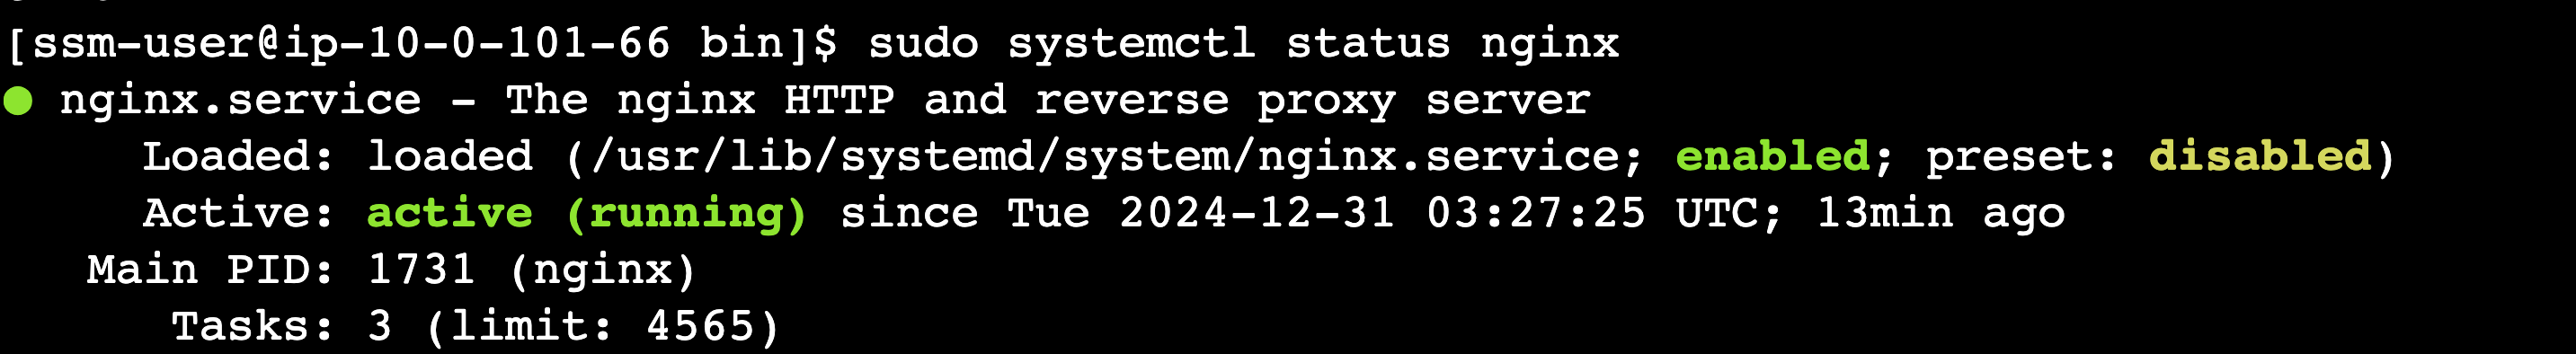 [ssm-user@ip-10-0-101-66 bin]$ sudo systemctl status nginx
● nginx.service - The nginx HTTP and reverse proxy server
     Loaded: loaded (/usr/lib/systemd/system/nginx.service; enabled; preset: disabled)
     Active: active (running) since Tue 2024-12-31 03:27:25 UTC; 13min ago
   Main PID: 1731 (nginx)
      Tasks: 3 (limit: 4565)